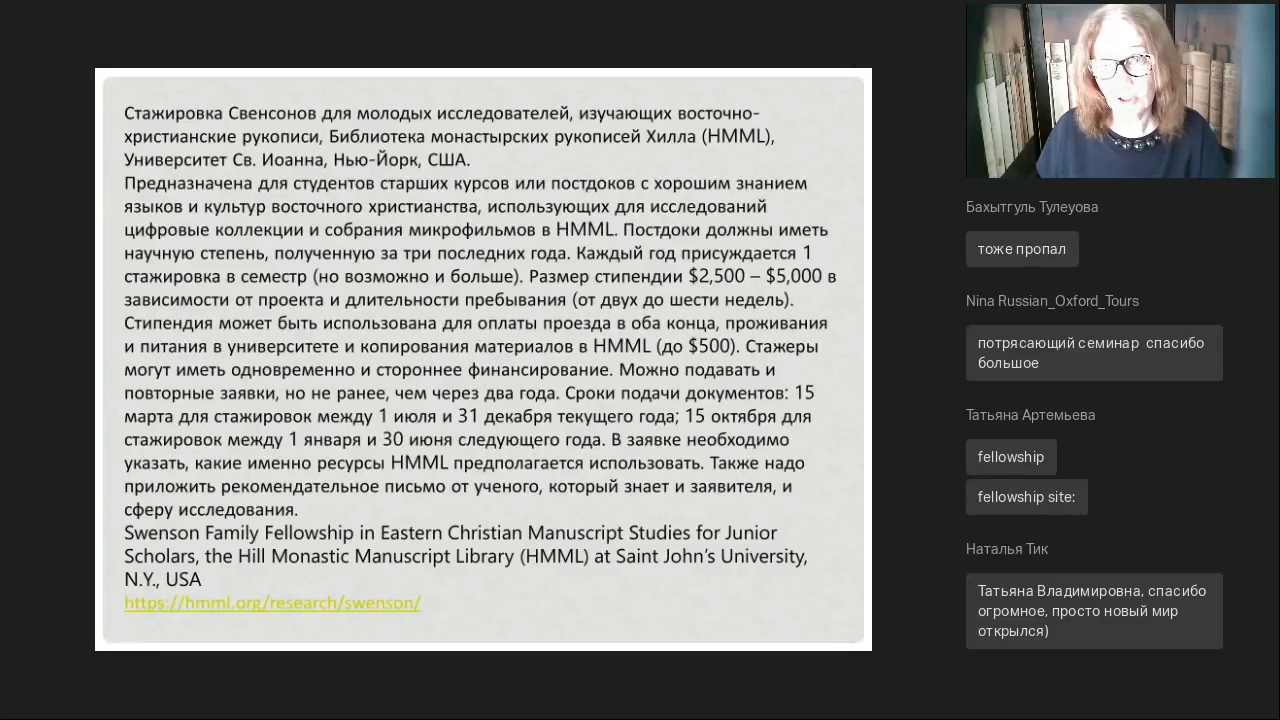 Стажировка Свенсонов для молодых исследователей, изучающих восточно-
христианские рукописи, Библиотека монастырских рукописей Хилла (HMML),
Университет Св. Иоанна, Нью-Йорк, США.
Предназначена для студентов старших курсов или постдоков с хорошим знанием
языков и культур восточного христианства, использующих для исследований
цифровые коллекции и собрания микрофильмов в HMML. Постдоки должны иметь
научную степень, полученную за три последних года. Каждый год присуждается 1
стажировка в семестр (но возможно и больше). Размер стипендии $2,500 – $5,000 в
зависимости от проекта и длительности пребывания (от двух до шести недель).
Стипендия может быть использована для оплаты проезда в оба конца, проживания
и питания в университете и копирования материалов в HMML (до $500). Стажеры
могут иметь одновременно и стороннее финансирование. Можно подавать и
повторные заявки, но не ранее, чем через два года. Сроки подачи документов: 15
марта для стажировок между 1 июля и 31 декабря текущего года; 15 октября для
стажировок между 1 января и 30 июня следующего года. В заявке необходимо
указать, какие именно ресурсы HMML предполагается использовать. Также надо
приложить рекомендательное письмо от ученого, который знает и заявителя, и
сферу исследования.
Swenson Family Fellowship in Eastern Christian Manuscript Studies for Junior
Scholars, the Hill Monastic Manuscript Library (HMML) at Saint John’s University,
N.Y., USA
https://hmml.org/research/swenson/
Бахытгуль Тулеуова
тоже пропал
Nina Russian_Oxford_Tours
потрясающий семинар спасибо
большое
Татьяна Артемьева
fellowship
fellowship site:
Наталья Тик
Татьяна Владимировна, спасибо
огромное, просто новый мир
открылся)